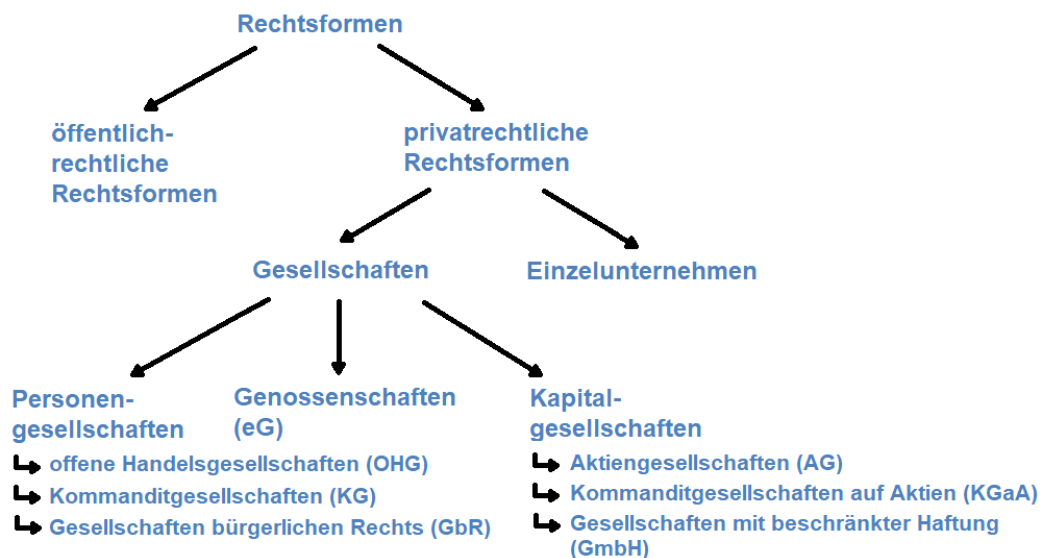 Rechtsformen
öffentlich-
rechtliche
Rechtsformen
privatrechtliche
Rechtsformen
Gesellschaften
Einzelunternehmen
Personen-
gesellschaften
offene Handelsgesellschaften (OHG)
Kommanditgesellschaften (KG)
Gesellschaften bürgerlichen Rechts (GbR)
Genossenschaften
(eG)
Kapital-
gesellschaften
Aktiengesellschaften (AG)
Kommanditgesellschaften auf Aktien (KGaA)
Gesellschaften mit beschränkter Haftung
(GmbH)